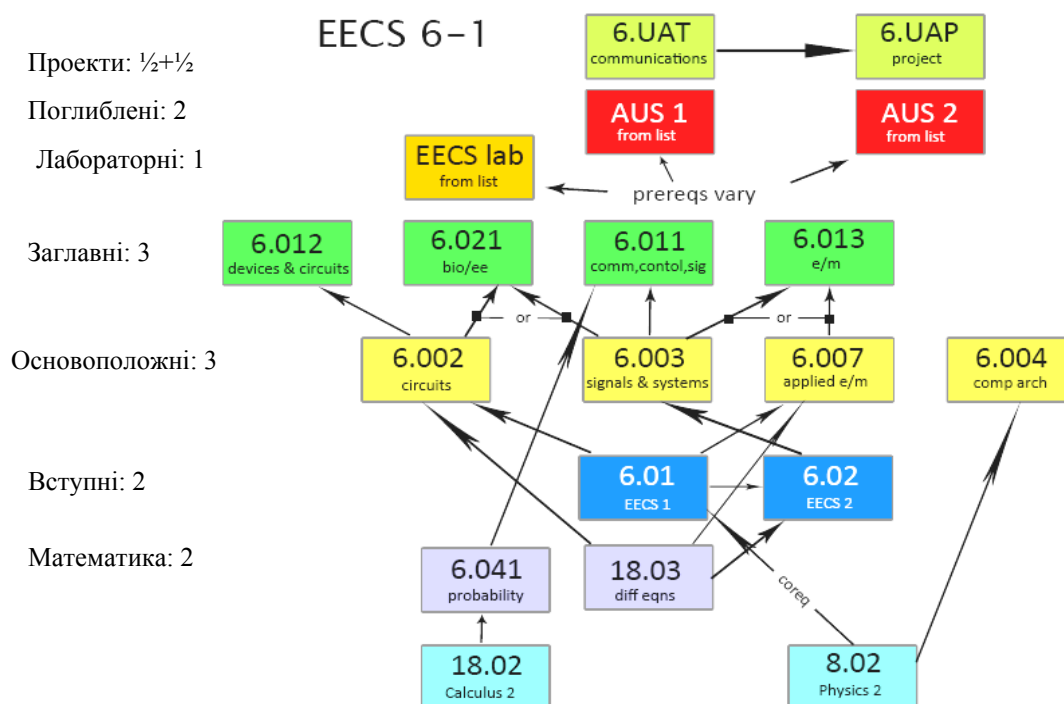 EECS 6-1
6.UAT
communications
6.UAP
project
Проекти: ½+½
Поглиблені: 2
AUS 1
from list
AUS 2
from list
Лабораторні: 1
EECS lab
from list
prereqs vary
Заглавні: 3
6.012
devices & circuits
6.021
bio/ee
6.011
comm,contol,sig
6.013
e/m
or
or
Основоположні: 3
6.002
circuits
6.003
signals & systems
6.007
applied e/m
6.004
comp arch
Вступні: 2
6.01
EECS 1
6.02
EECS 2
Математика: 2
6.041
probability
18.03
diff eqns
coreq
18.02
Calculus 2
8.02
Physics 2